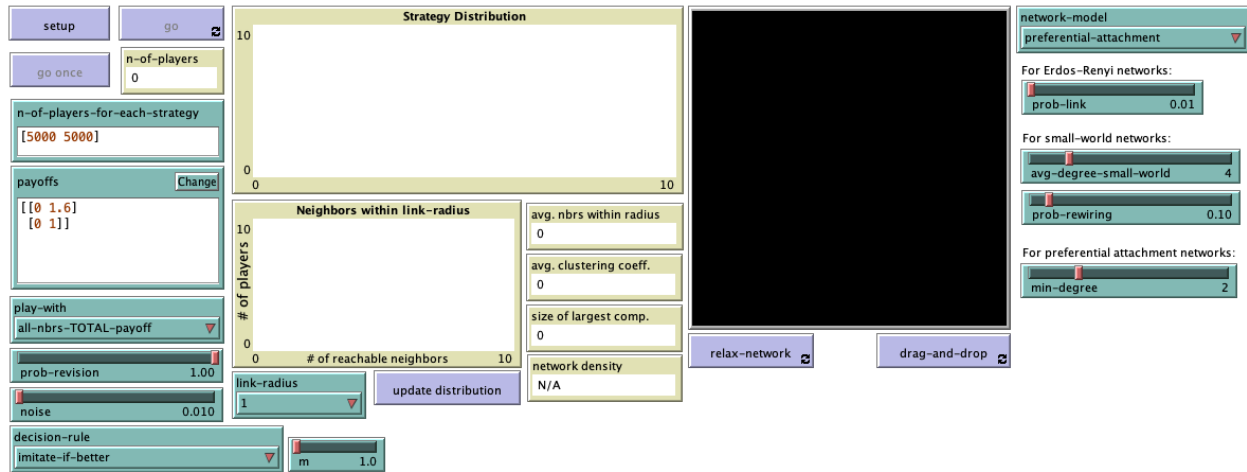 setup
go
go once
n-of-players
0
n-of-players-for-each-strategy
[5000 5000]
payoffs
Change
[[0 1.6]
[0 1]]
play-with
all-nbrs-TOTAL-payoff
prob-revision 1.00
noise 0.010
decision-rule
imitate-if-better
m 1.0
Strategy Distribution
10
0
0 10
Neighbors within link-radius
# of players
10
0
0 # of reachable neighbors 10
link-radius
1
update distribution
avg. nbrs within radius
0
avg. clustering coeff.
0
size of largest comp.
0
network density
N/A
relax-network
drag-and-drop
network-model
preferential-attachment
For Erdos-Renyi networks:
prob-link 0.01
For small-world networks:
avg-degree-small-world 4
prob-rewiring 0.10
For preferential attachment networks:
min-degree 2